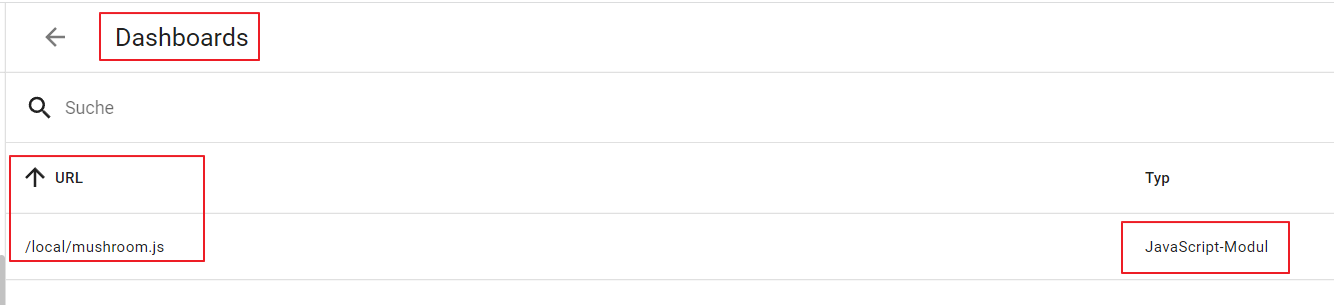 Dashboards
Suche
URL Typ
/local/mushroom.js JavaScript-Modul